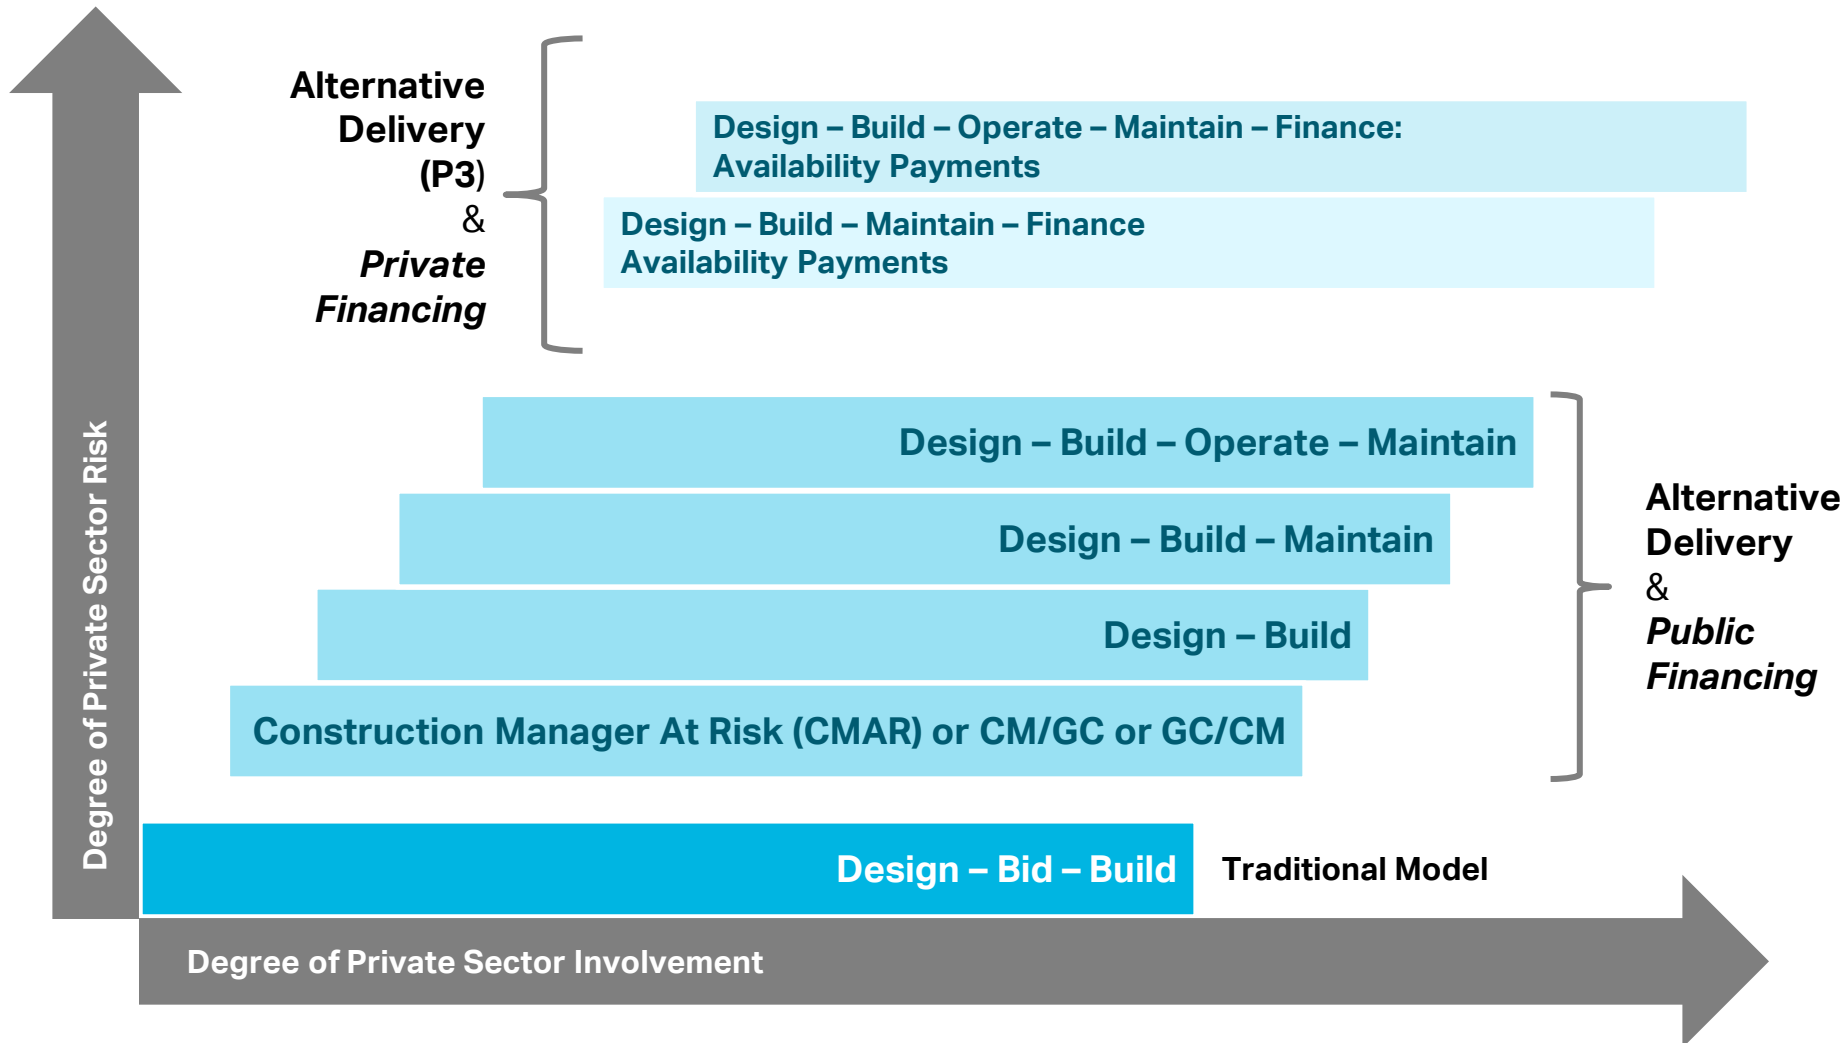 Alternative
Delivery
(P3)
&
Private
Financing
Design – Build – Operate – Maintain – Finance:
Availability Payments
Design – Build – Maintain – Finance
Availability Payments
Design – Build – Operate – Maintain
Design – Build – Maintain
Design – Build
Construction Manager At Risk (CMAR) or CM/GC or GC/CM
Alternative
Delivery
&
Public
Financing
Design – Bid – Build
Traditional Model
Degree of Private Sector Risk
Degree of Private Sector Involvement